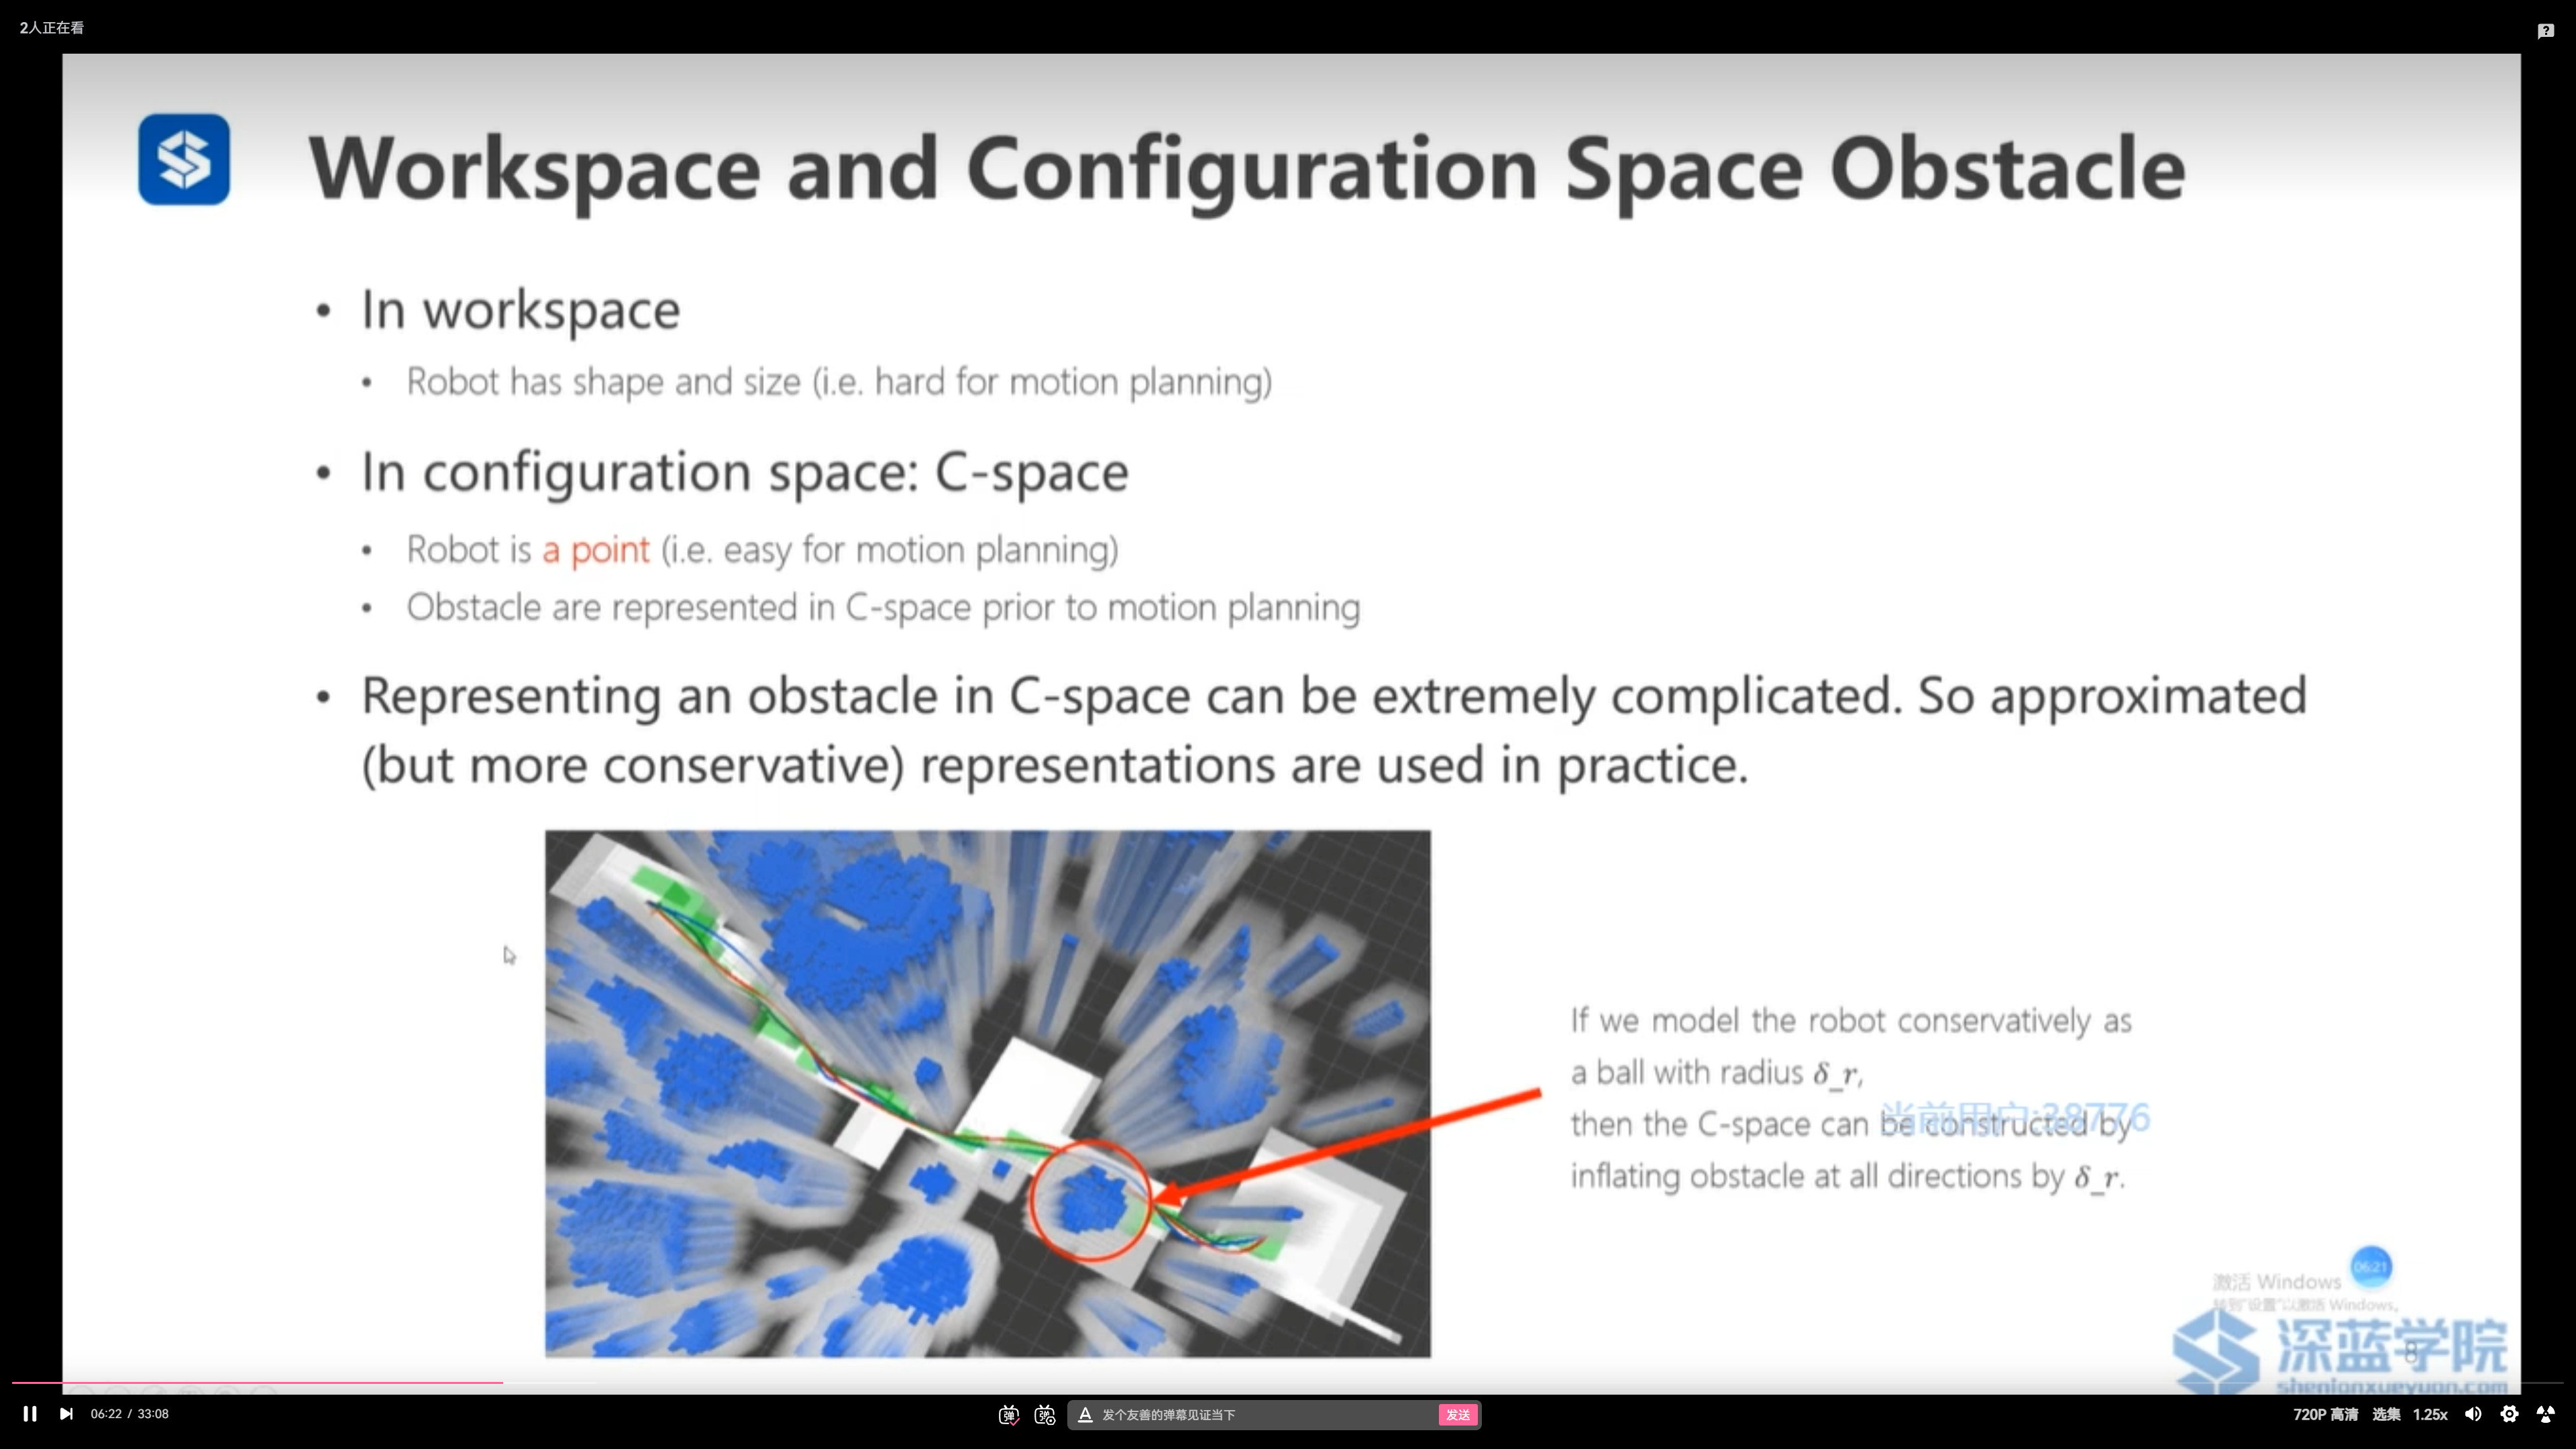 2人正在看
Workspace and Configuration Space Obstacle
• In workspace
• Robot has shape and size (i.e. hard for motion planning)
• In configuration space: C-space
• Robot is a point (i.e. easy for motion planning)
• Obstacle are represented in C-space prior to motion planning
• Representing an obstacle in C-space can be extremely complicated. So approximated
(but more conservative) representations are used in practice.
If we model the robot conservatively as
a ball with radius δ_r,
then the C-space can be constructed by
inflating obstacle at all directions by δ_r.
当前用户:38776
06:21
激活 Windows
转到"设置"以激活 Windows。
深蓝学院
shenlanxueyuan.com
8
06:22 / 33:08
发个友善的弹幕见证当下
发送
720P 高清
选集
1.25x